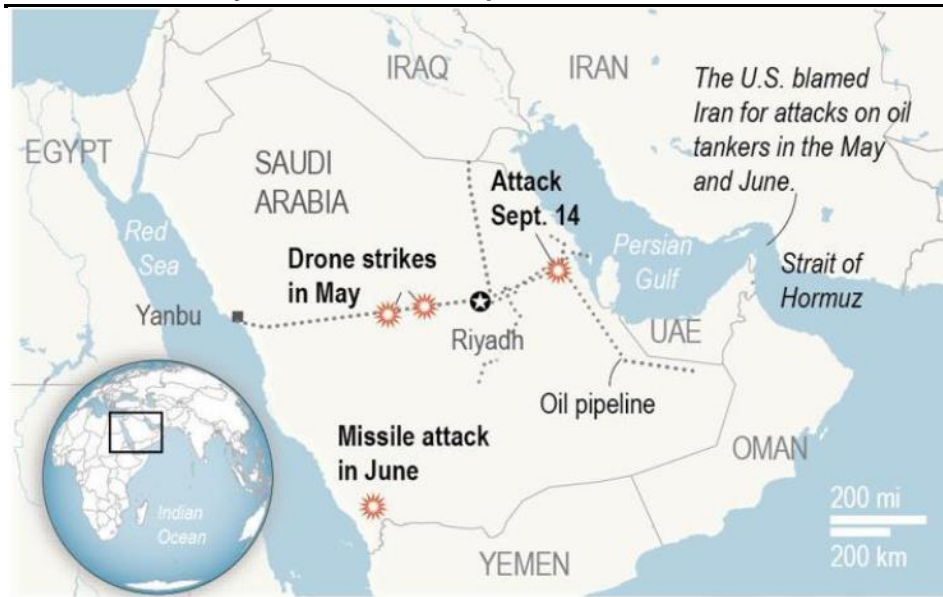 IRAQ
IRAN
The U.S. blamed
Iran for attacks on oil
tankers in the May
and June.
EGYPT
SAUDI
ARABIA
Attack
Sept. 14
Red
Sea
Persian
Gulf
Drone strikes
in May
Strait of
Hormuz
Yanbu
Riyadh
UAE
Oil pipeline
Missile attack
in June
OMAN
Indian
Ocean
YEMEN
200 mi
200 km